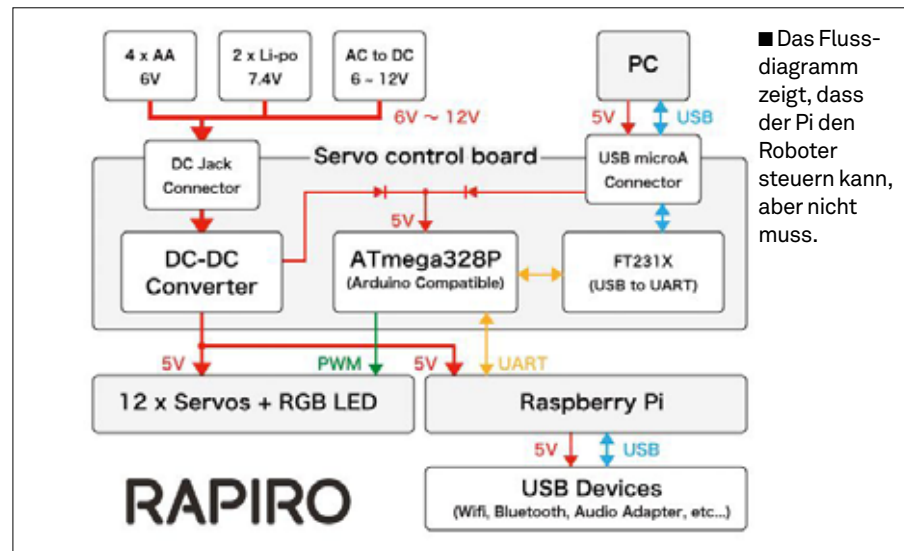 4 x AA
6V
2 x Li-po
7.4V
AC to DC
6 ~ 12V
PC
6V ~ 12V
5V
USB
DC Jack
Connector
Servo control board
USB microA
Connector
5V
DC-DC
Converter
ATmega328P
(Arduino Compatible)
FT231X
(USB to UART)
5V
PWM
5V
UART
12 x Servos + RGB LED
Raspberry Pi
5V
USB
USB Devices
(Wifi, Bluetooth, Audio Adapter, etc...)
RAPIRO
■ Das Fluss-
diagramm
zeigt, dass
der Pi den
Roboter
steuern kann,
aber nicht
muss.